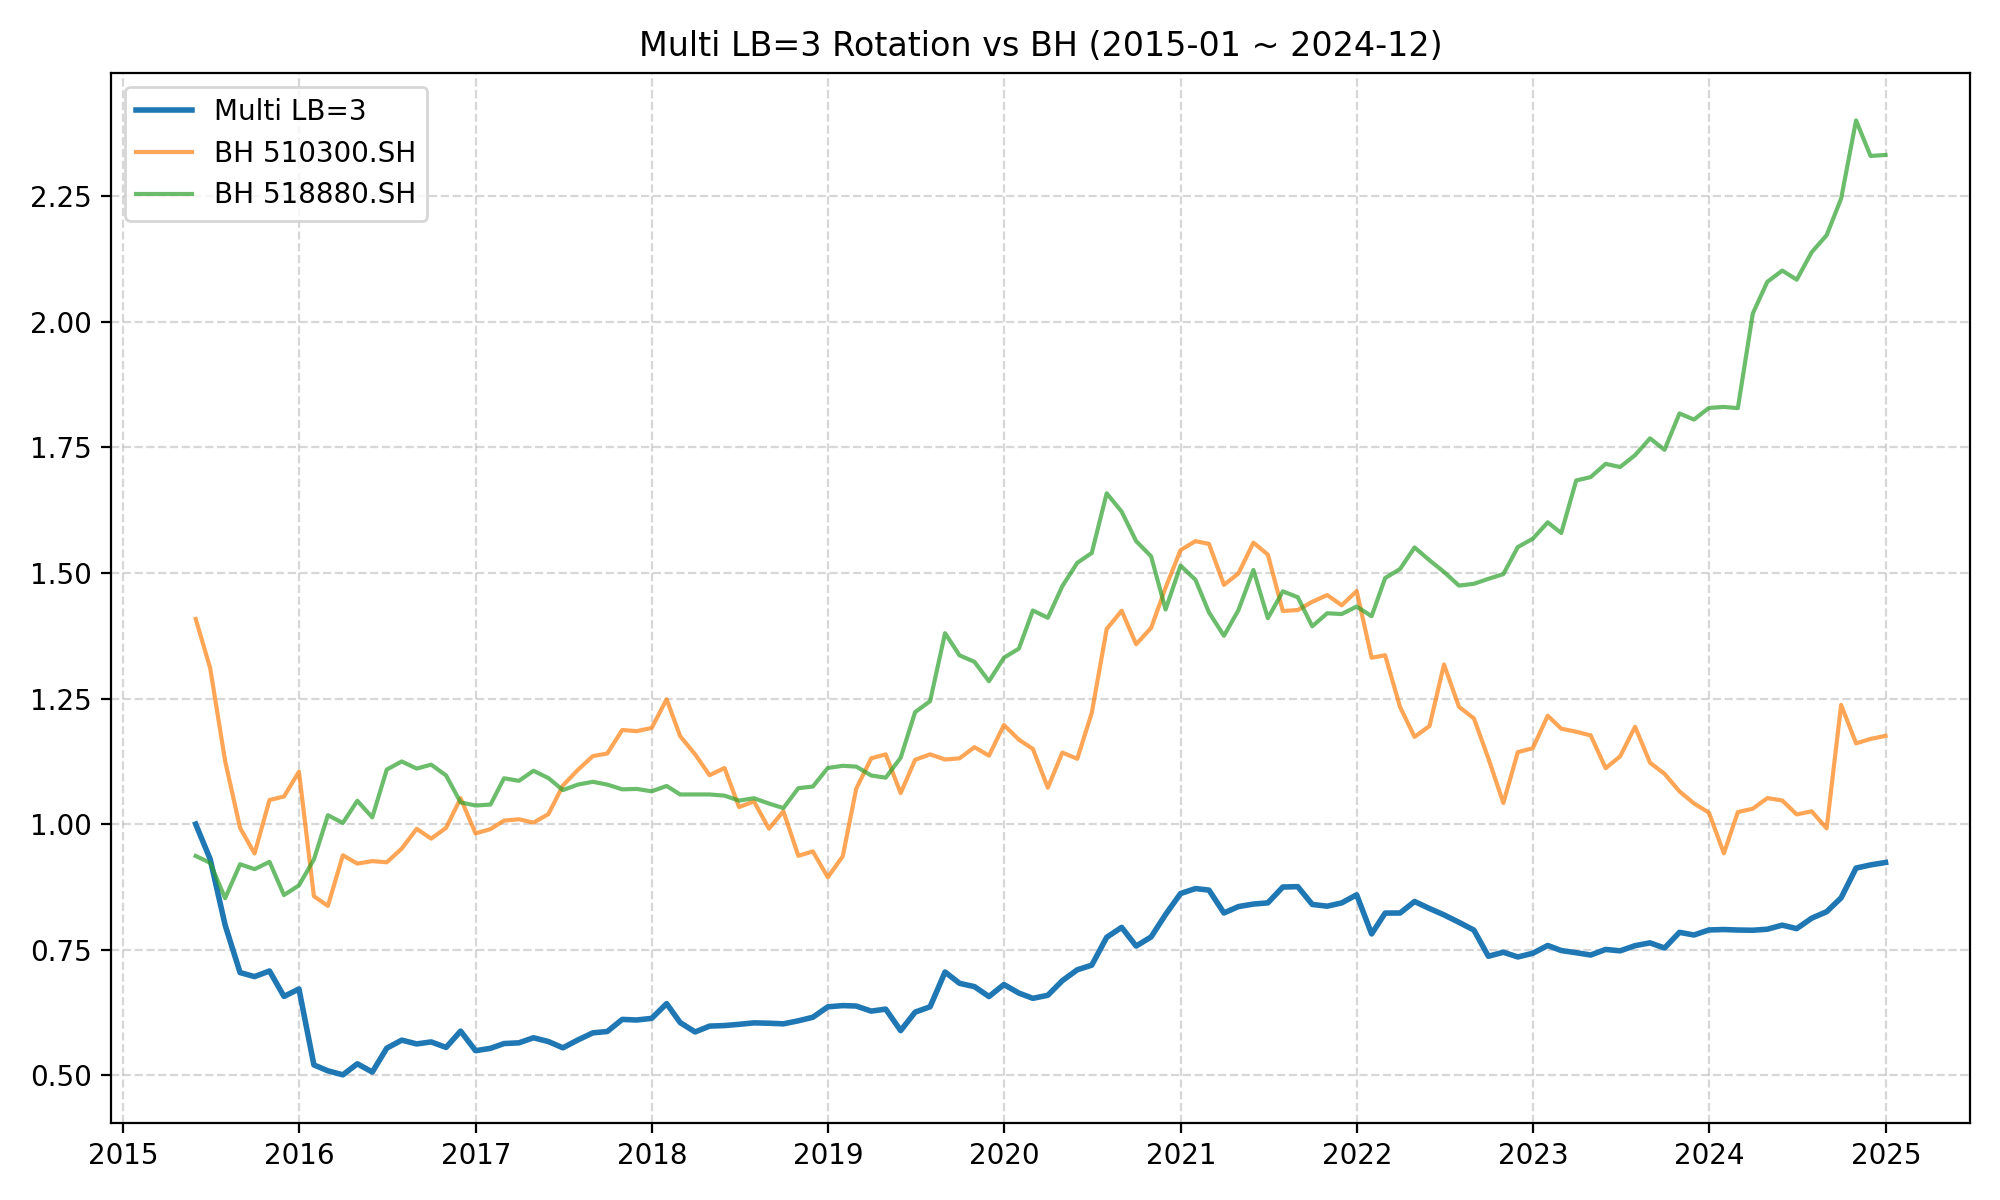 Multi LB=3 Rotation vs BH (2015-01 ~ 2024-12)
Multi LB=3
BH 510300.SH
BH 518880.SH
2.25
2.00
1.75
1.50
1.25
1.00
0.75
0.50
2015 2016 2017 2018 2019 2020 2021 2022 2023 2024 2025